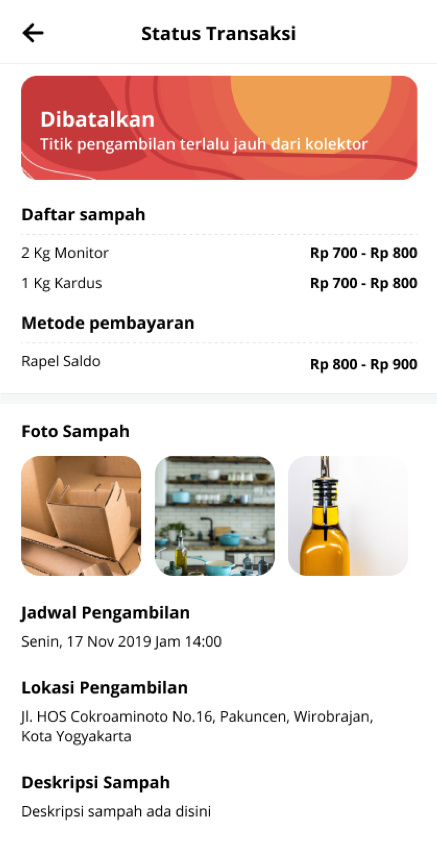 Status Transaksi
Dibatalkan
Titik pengambilan terlalu jauh dari kolektor
Daftar sampah
2 Kg Monitor Rp 700 - Rp 800
1 Kg Kardus Rp 700 - Rp 800
Metode pembayaran
Rapel Saldo Rp 800 - Rp 900
Foto Sampah
Jadwal Pengambilan
Senin, 17 Nov 2019 Jam 14:00
Lokasi Pengambilan
Jl. HOS Cokroaminoto No.16, Pakuncen, Wirobrajan,
Kota Yogyakarta
Deskripsi Sampah
Deskripsi sampah ada disini